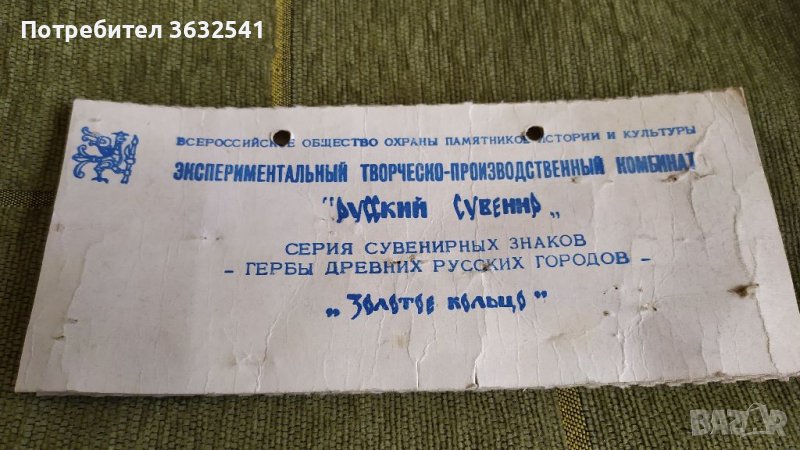 Потребител 3632541
ВСЕРОССИЙСКОЕ ОБЩЕСТВО ОХРАНЫ ПАМЯТНИКОВ ИСТОРИИ И КУЛЬТУРЫ
ЭКСПЕРИМЕНТАЛЬНЫЙ ТВОРЧЕСКО-ПРОИЗВОДСТВЕННЫЙ КОМБИНАТ
"РУССКИЙ СУВЕНИР„
СЕРИЯ СУВЕНИРНЫХ ЗНАКОВ
- ГЕРБЫ ДРЕВНИХ РУССКИХ ГОРОДОВ -
„Золотое кольцо"
BAZAR